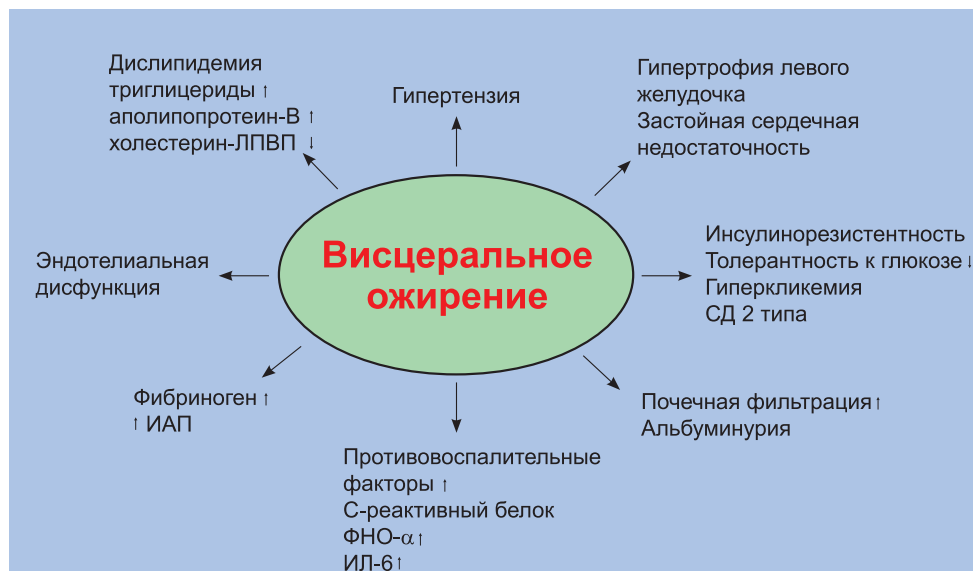 Дислипидемия
триглицериды ↑
аполипопротеин-В ↑
холестерин-ЛПВП ↓
Гипертензия
Гипертрофия левого
желудочка
Застойная сердечная
недостаточность
Эндотелиальная
дисфункция
Висцеральное
ожирение
Инсулинорезистентность
Толерантность к глюкозе ↓
Гиперкликемия
СД 2 типа
Фибриноген ↑
↑ ИАП
Противовоспалительные
факторы ↑
С-реактивный белок
ФНО-α ↑
ИЛ-6 ↑
Почечная фильтрация ↑
Альбуминурия